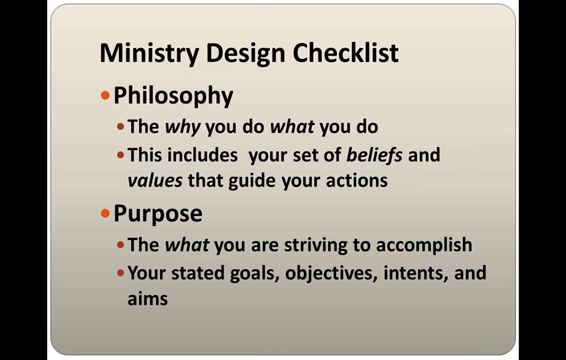 Ministry Design Checklist
•Philosophy
•The why you do what you do
•This includes your set of beliefs and
values that guide your actions
•Purpose
•The what you are striving to accomplish
•Your stated goals, objectives, intents, and
aims